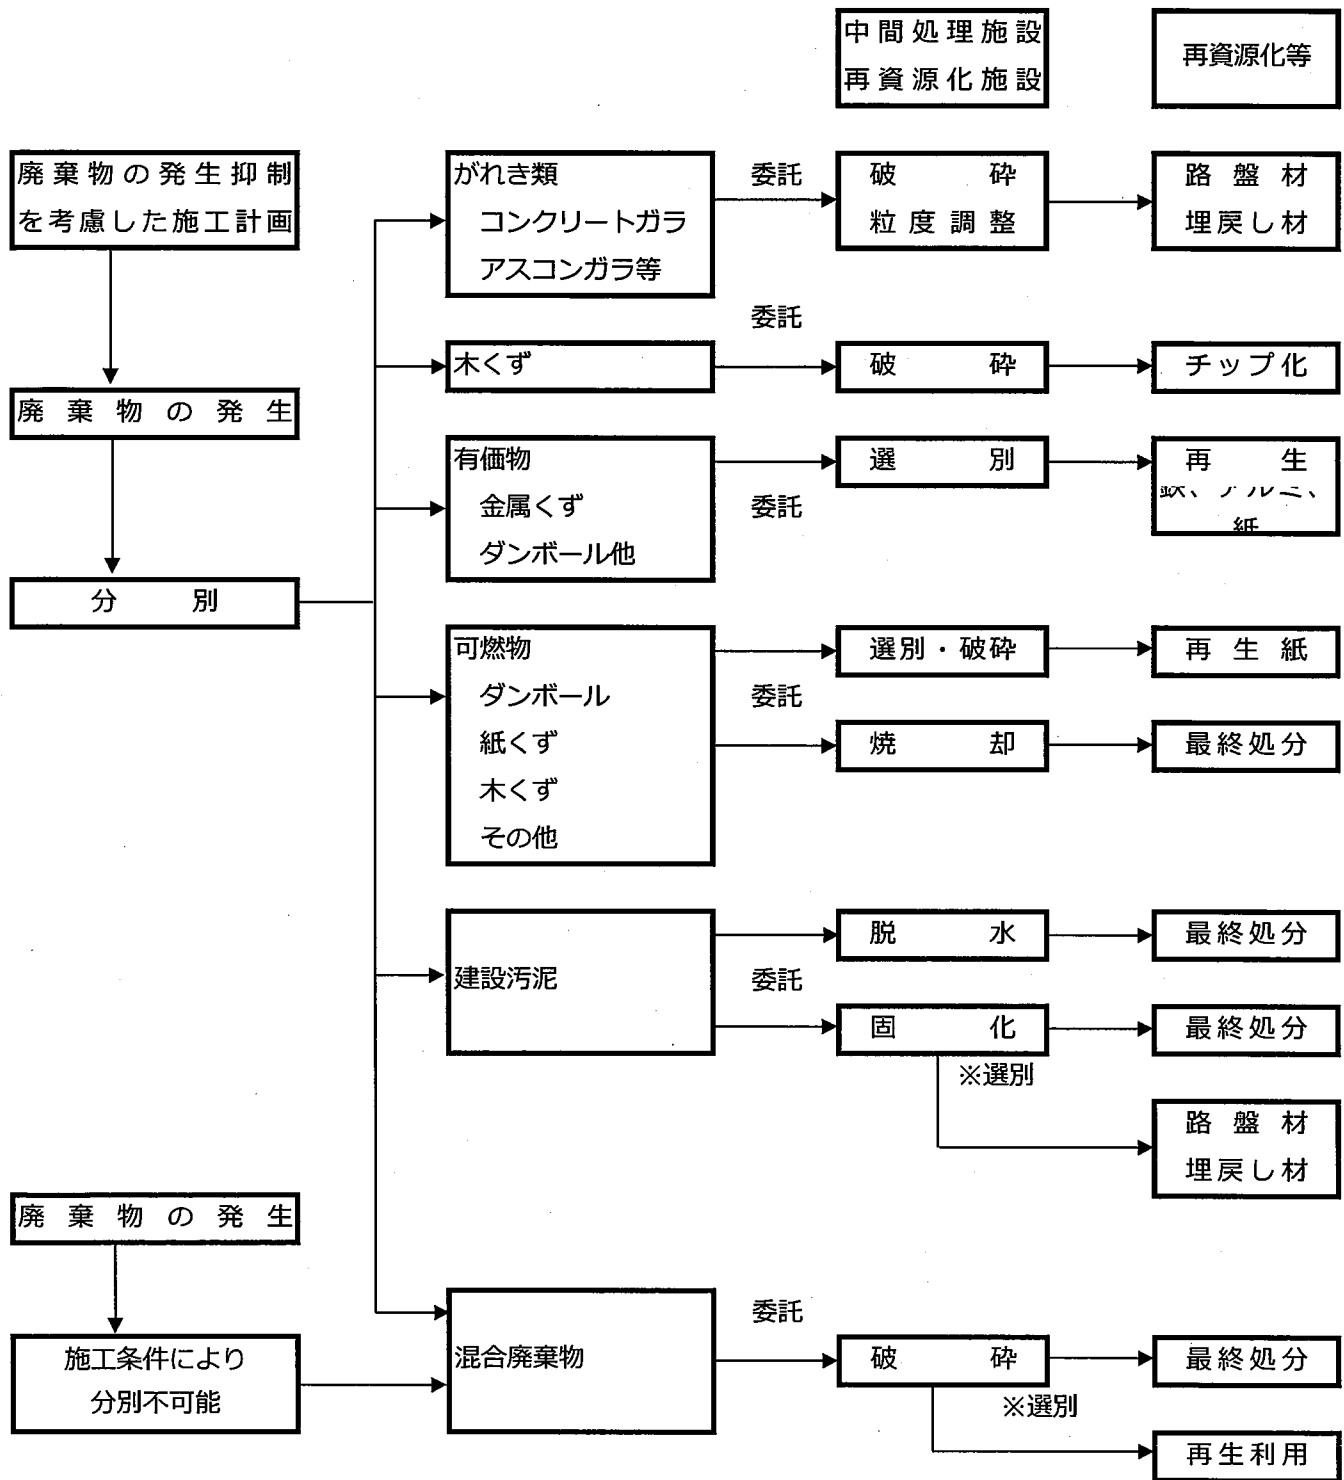 中間処理施設
再資源化施設
再資源化等
廃棄物の発生抑制
を考慮した施工計画
がれき類
コンクリートガラ
アスコンガラ等
委託
破 砕
粒度調整
路盤材
埋戻し材
木くず
委託
破 砕
チップ化
廃棄物の発生
有価物
金属くず
ダンボール他
委託
選 別
再 生
鉄、アルミ、
紙
分 別
可燃物
ダンボール
紙くず
木くず
その他
委託
選別・破砕
再生紙
焼 却
最終処分
建設汚泥
委託
脱 水
最終処分
固 化
※選別
最終処分
路盤材
埋戻し材
廃棄物の発生
施工条件により
分別不可能
混合廃棄物
委託
破 砕
※選別
最終処分
再生利用